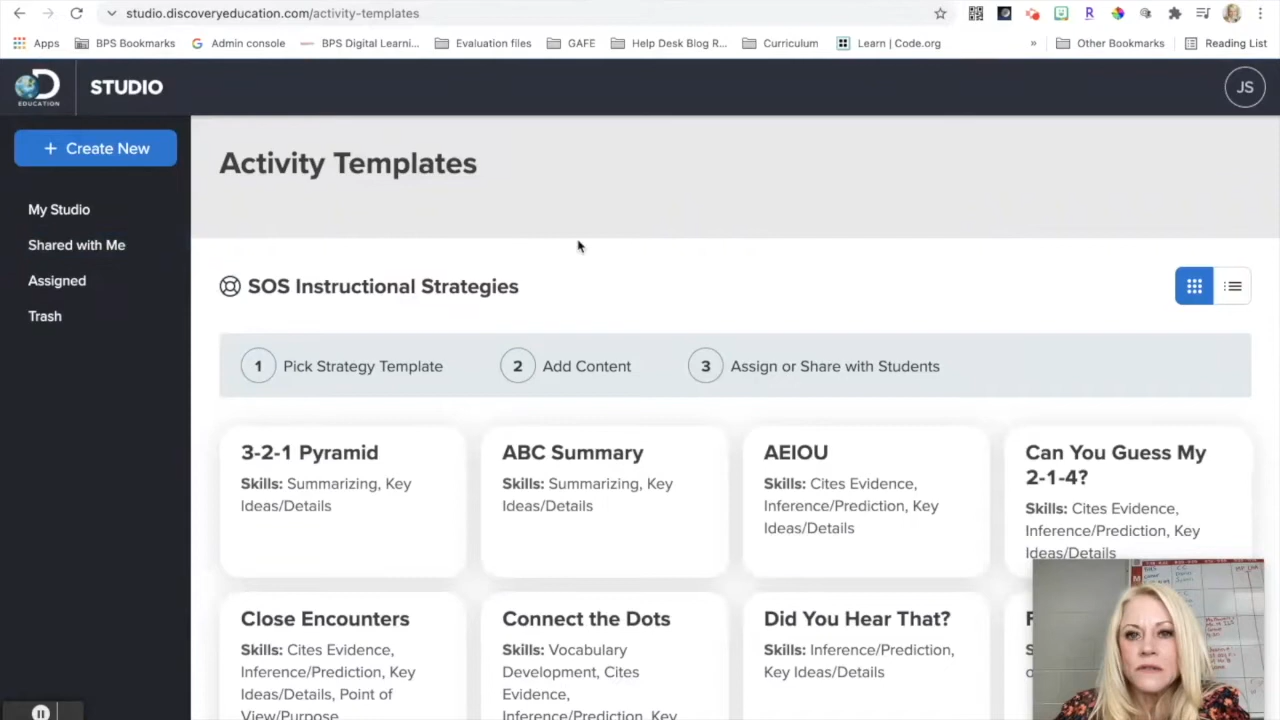 studio.discoveryeducation.com/activity-templates
Apps BPS Bookmarks Admin console BPS Digital Learni... Evaluation files GAFE Help Desk Blog R... Curriculum Learn | Code.org » Other Bookmarks Reading List
EDUCATION STUDIO JS
+ Create New
My Studio
Shared with Me
Assigned
Trash
Activity Templates
SOS Instructional Strategies
1 Pick Strategy Template 2 Add Content 3 Assign or Share with Students
3-2-1 Pyramid
Skills: Summarizing, Key
Ideas/Details
ABC Summary
Skills: Summarizing, Key
Ideas/Details
AEIOU
Skills: Cites Evidence,
Inference/Prediction, Key
Ideas/Details
Can You Guess My
2-1-4?
Skills: Cites Evidence,
Inference/Prediction, Key
Ideas/Details
Close Encounters
Skills: Cites Evidence,
Inference/Prediction, Key
Ideas/Details, Point of
View/Purpose
Connect the Dots
Skills: Vocabulary
Development, Cites
Evidence,
Inference/Prediction, Key
Did You Hear That?
Skills: Inference/Prediction,
Key Ideas/Details